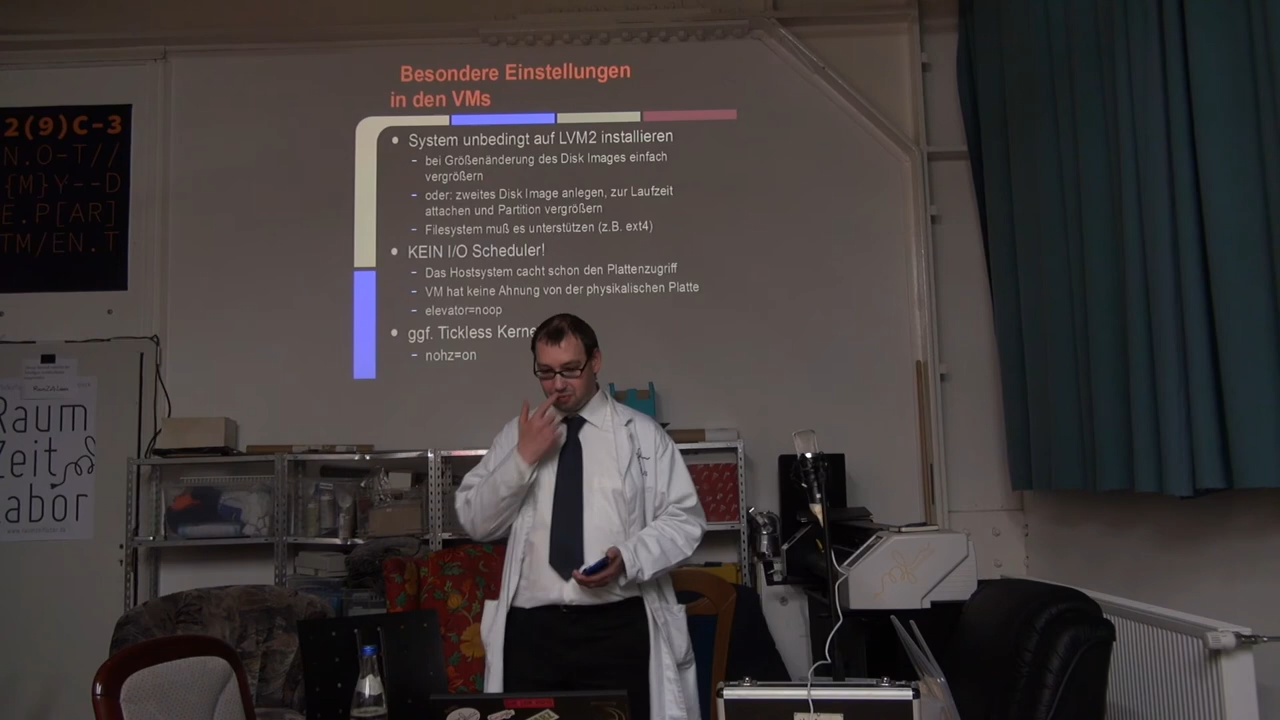 Besondere Einstellungen
in den VMs
• System unbedingt auf LVM2 installieren
– bei Größenänderung des Disk Images einfach
vergrößern
– oder: zweites Disk Image anlegen, zur Laufzeit
attachen und Partition vergrößern
– Filesystem muß es unterstützen (z.B. ext4)
• KEIN I/O Scheduler!
– Das Hostsystem cacht schon den Plattenzugriff
– VM hat keine Ahnung von der physikalischen Platte
– elevator=noop
• ggf. Tickless Kerne
– nohz=on
2(9)C-3
N.O-T//
{M}Y--D
E.P[AR]
TM/EN.T
Raum
Zeit
Labor